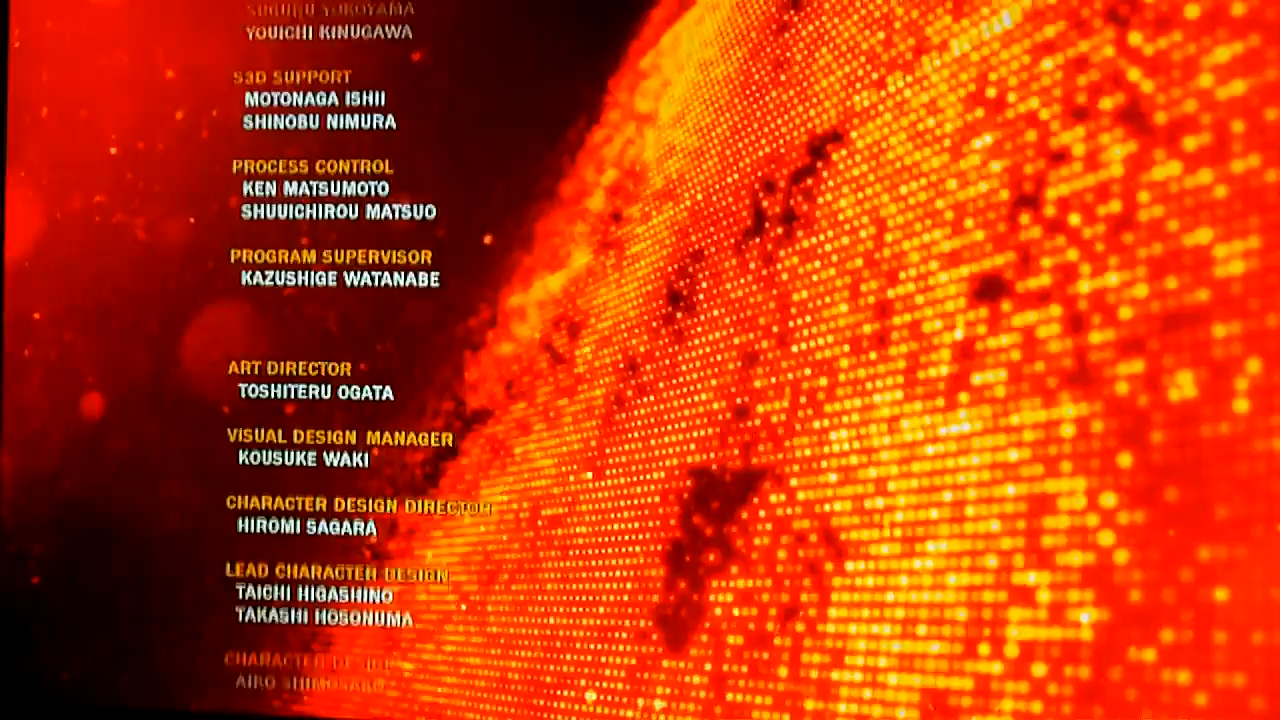 YOUICHI KINUGAWA
S3D SUPPORT
MOTONAGA ISHII
SHINOBU NIMURA
PROCESS CONTROL
KEN MATSUMOTO
SHUUICHIROU MATSUO
PROGRAM SUPERVISOR
KAZUSHIGE WATANABE
ART DIRECTOR
TOSHITERU OGATA
VISUAL DESIGN MANAGER
KOUSUKE WAKI
CHARACTER DESIGN DIRECTOR
HIROMI SAGARA
LEAD CHARACTER DESIGN
TAICHI HIGASHINO
TAKASHI HOSONUMA
CHARACTER DESIGN